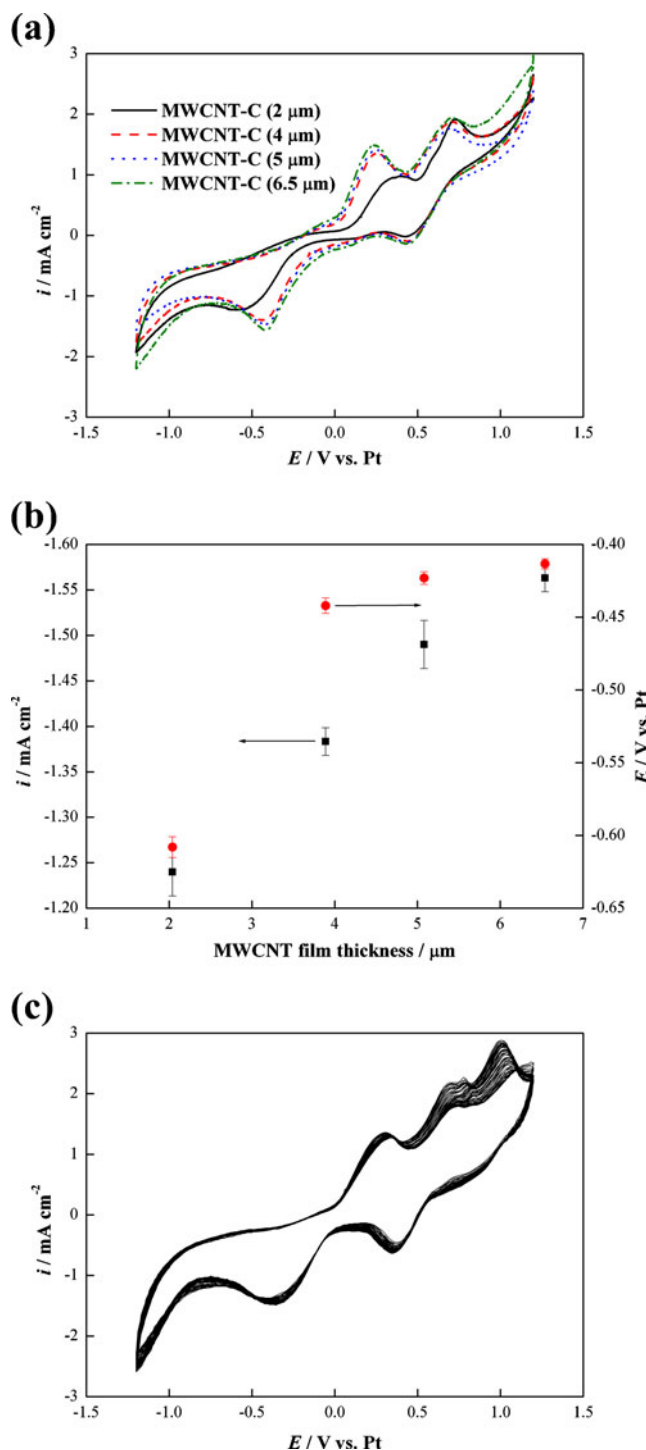 (a)
3
2
1
0
-1
-2
-3
i / mA cm-2
MWCNT-C (2 μm)
MWCNT-C (4 μm)
MWCNT-C (5 μm)
MWCNT-C (6.5 μm)
-1.5 -1.0 -0.5 0.0 0.5 1.0 1.5
E / V vs. Pt
(b)
-1.60
-1.55
-1.50
-1.45
-1.40
-1.35
-1.30
-1.25
-1.20
i / mA cm-2
-0.40
-0.45
-0.50
-0.55
-0.60
-0.65
E / V vs. Pt
1 2 3 4 5 6 7
MWCNT film thickness / μm
(c)
3
2
1
0
-1
-2
-3
i / mA cm-2
-1.5 -1.0 -0.5 0.0 0.5 1.0 1.5
E / V vs. Pt